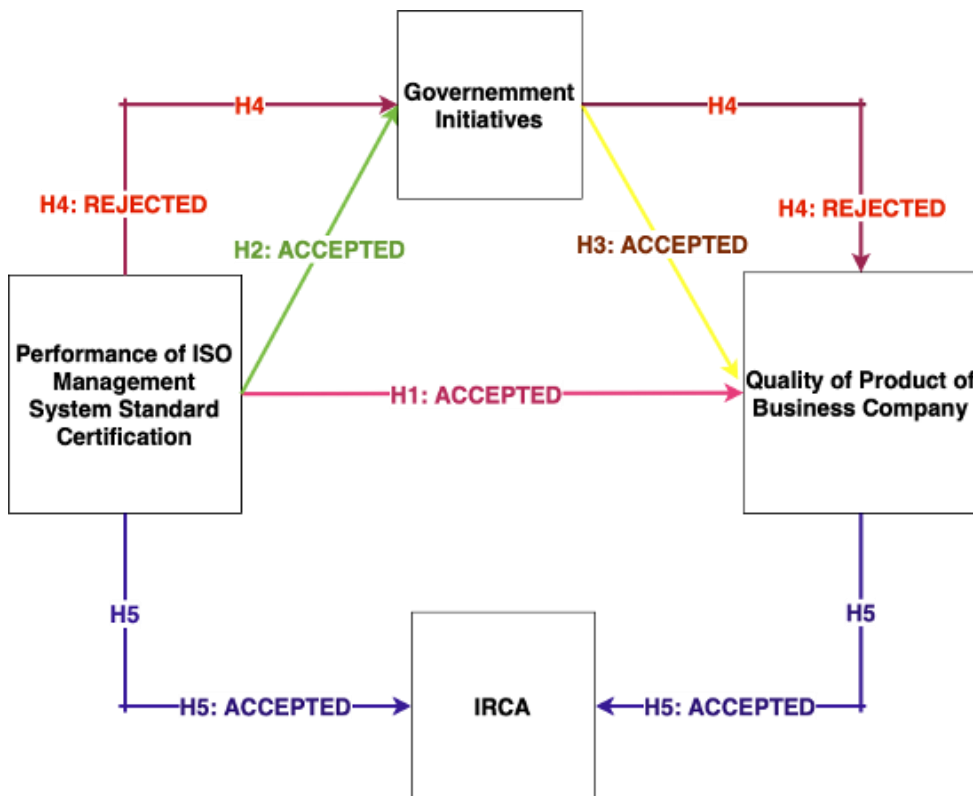 Governemment
Initiatives
H4
H4
H4: REJECTED
H4: REJECTED
H2: ACCEPTED
H3: ACCEPTED
Performance of ISO
Management
System Standard
Certification
H1: ACCEPTED
Quality of Product of
Business Company
H5
H5
H5: ACCEPTED
IRCA
H5: ACCEPTED